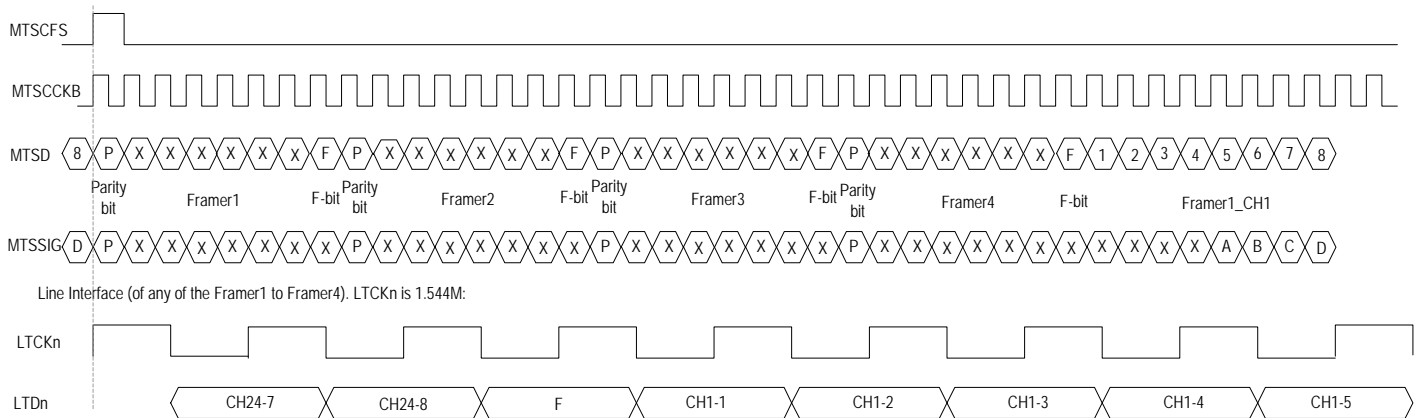 MTSCFS
MTSCCKB
MTSD 8 P X X X X X X F P X X X X X X F P X X X X X X F P X X X X X X F 1 2 3 4 5 6 7 8
Parity bit Framer1 F-bit Parity bit Framer2 F-bit Parity bit Framer3 F-bit Parity bit Framer4 F-bit Framer1_CH1
MTSSIG D P X X X X X X X P X X X X X X X P X X X X X X X P X X X X X X X X X X X A B C D
Line Interface (of any of the Framer1 to Framer4). LTCKn is 1.544M:
LTCKn
LTDn CH24-7 CH24-8 F CH1-1 CH1-2 CH1-3 CH1-4 CH1-5